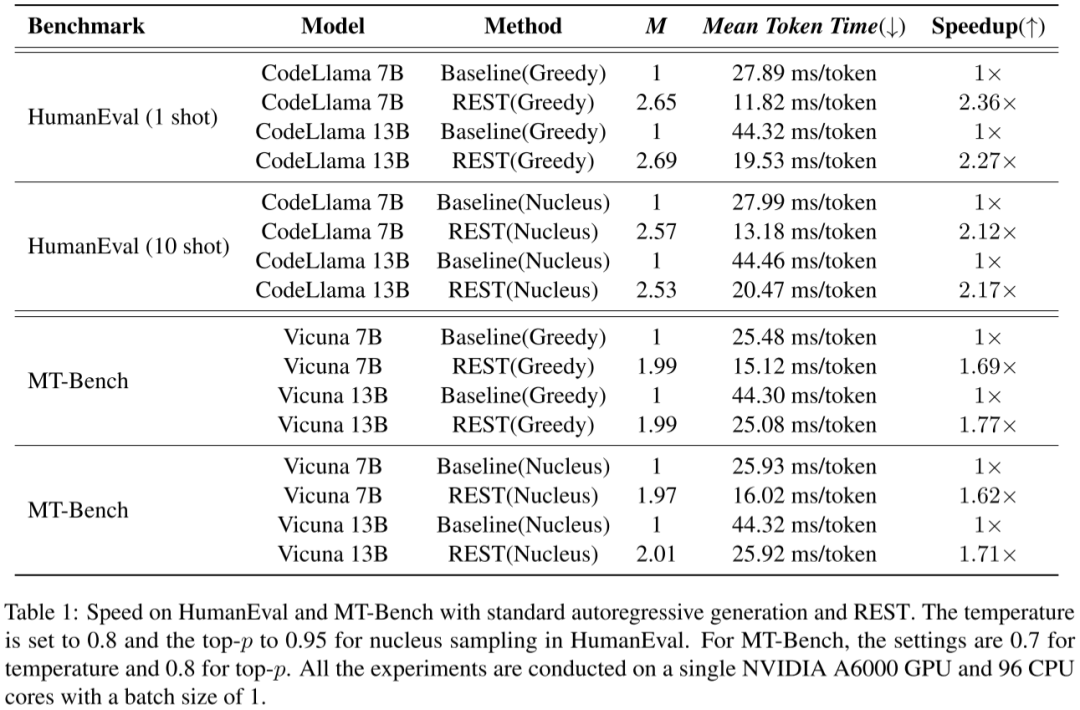 Benchmark Model Method M Mean Token Time(↓) Speedup(↑)
CodeLlama 7B Baseline(Greedy) 1 27.89 ms/token 1×
HumanEval (1 shot) CodeLlama 7B REST(Greedy) 2.65 11.82 ms/token 2.36×
CodeLlama 13B Baseline(Greedy) 1 44.32 ms/token 1×
CodeLlama 13B REST(Greedy) 2.69 19.53 ms/token 2.27×
CodeLlama 7B Baseline(Nucleus) 1 27.99 ms/token 1×
HumanEval (10 shot) CodeLlama 7B REST(Nucleus) 2.57 13.18 ms/token 2.12×
CodeLlama 13B Baseline(Nucleus) 1 44.46 ms/token 1×
CodeLlama 13B REST(Nucleus) 2.53 20.47 ms/token 2.17×
Vicuna 7B Baseline(Greedy) 1 25.48 ms/token 1×
MT-Bench Vicuna 7B REST(Greedy) 1.99 15.12 ms/token 1.69×
Vicuna 13B Baseline(Greedy) 1 44.30 ms/token 1×
Vicuna 13B REST(Greedy) 1.99 25.08 ms/token 1.77×
Vicuna 7B Baseline(Nucleus) 1 25.93 ms/token 1×
MT-Bench Vicuna 7B REST(Nucleus) 1.97 16.02 ms/token 1.62×
Vicuna 13B Baseline(Nucleus) 1 44.32 ms/token 1×
Vicuna 13B REST(Nucleus) 2.01 25.92 ms/token 1.71×
Table 1: Speed on HumanEval and MT-Bench with standard autoregressive generation and REST. The temperature
is set to 0.8 and the top-p to 0.95 for nucleus sampling in HumanEval. For MT-Bench, the settings are 0.7 for
temperature and 0.8 for top-p. All the experiments are conducted on a single NVIDIA A6000 GPU and 96 CPU
cores with a batch size of 1.